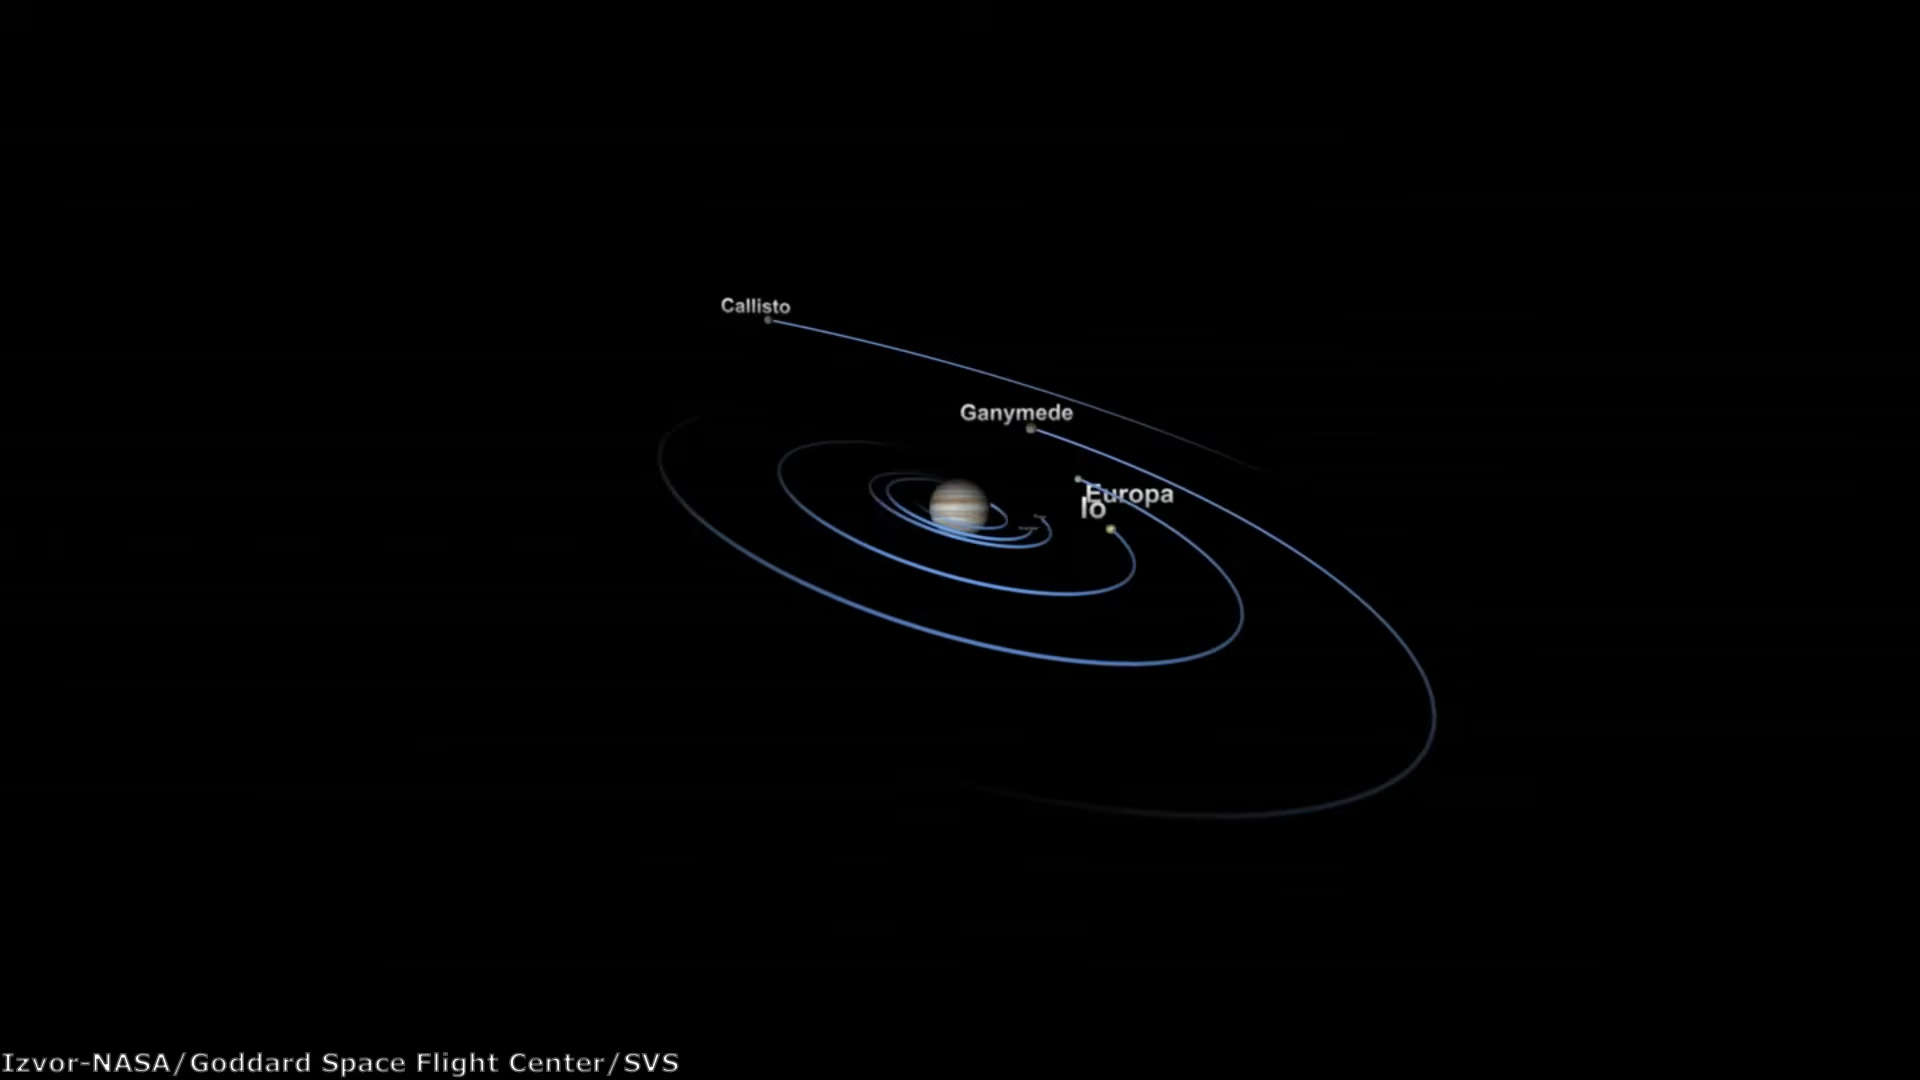 Callisto
Ganymede
Europa
Io
Izvor-NASA/Goddard Space Flight Center/SVS